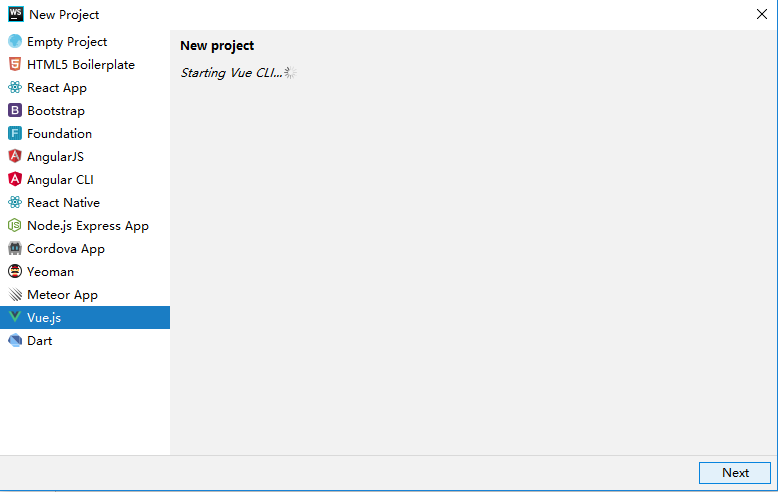 WS New Project
Empty Project
HTML5 Boilerplate
React App
B Bootstrap
F Foundation
AngularJS
Angular CLI
React Native
Node.js Express App
Cordova App
Yeoman
Meteor App
Vue.js
Dart
New project
Starting Vue CLI...
Next